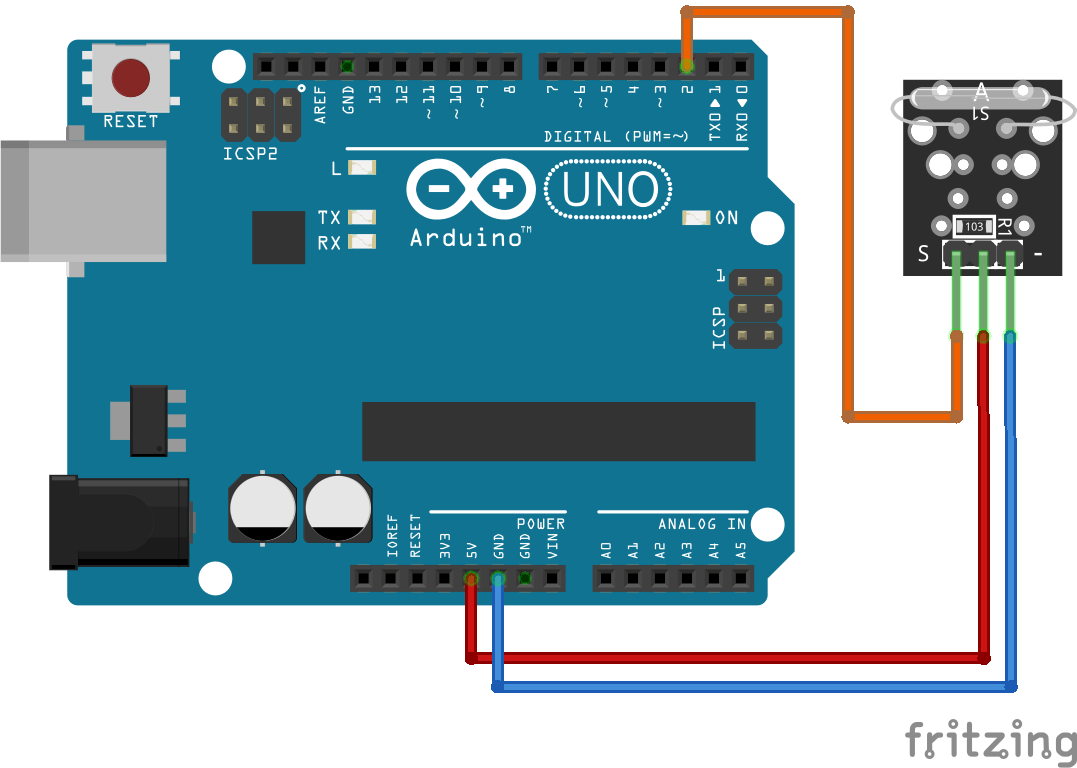 RESET
ICSP2
AREF
GND
13
12
~11
~10
~9
8
7
~6
~5
4
~3
2
TX0▶1
RX0◀0
DIGITAL (PWM=~)
L
TX
RX
UNO
Arduino™
ON
1
ICSP
A
S1
103
R1
S
-
POWER
ANALOG IN
IOREF
RESET
3V3
5V
GND
GND
VIN
A0
A1
A2
A3
A4
A5
fritzing